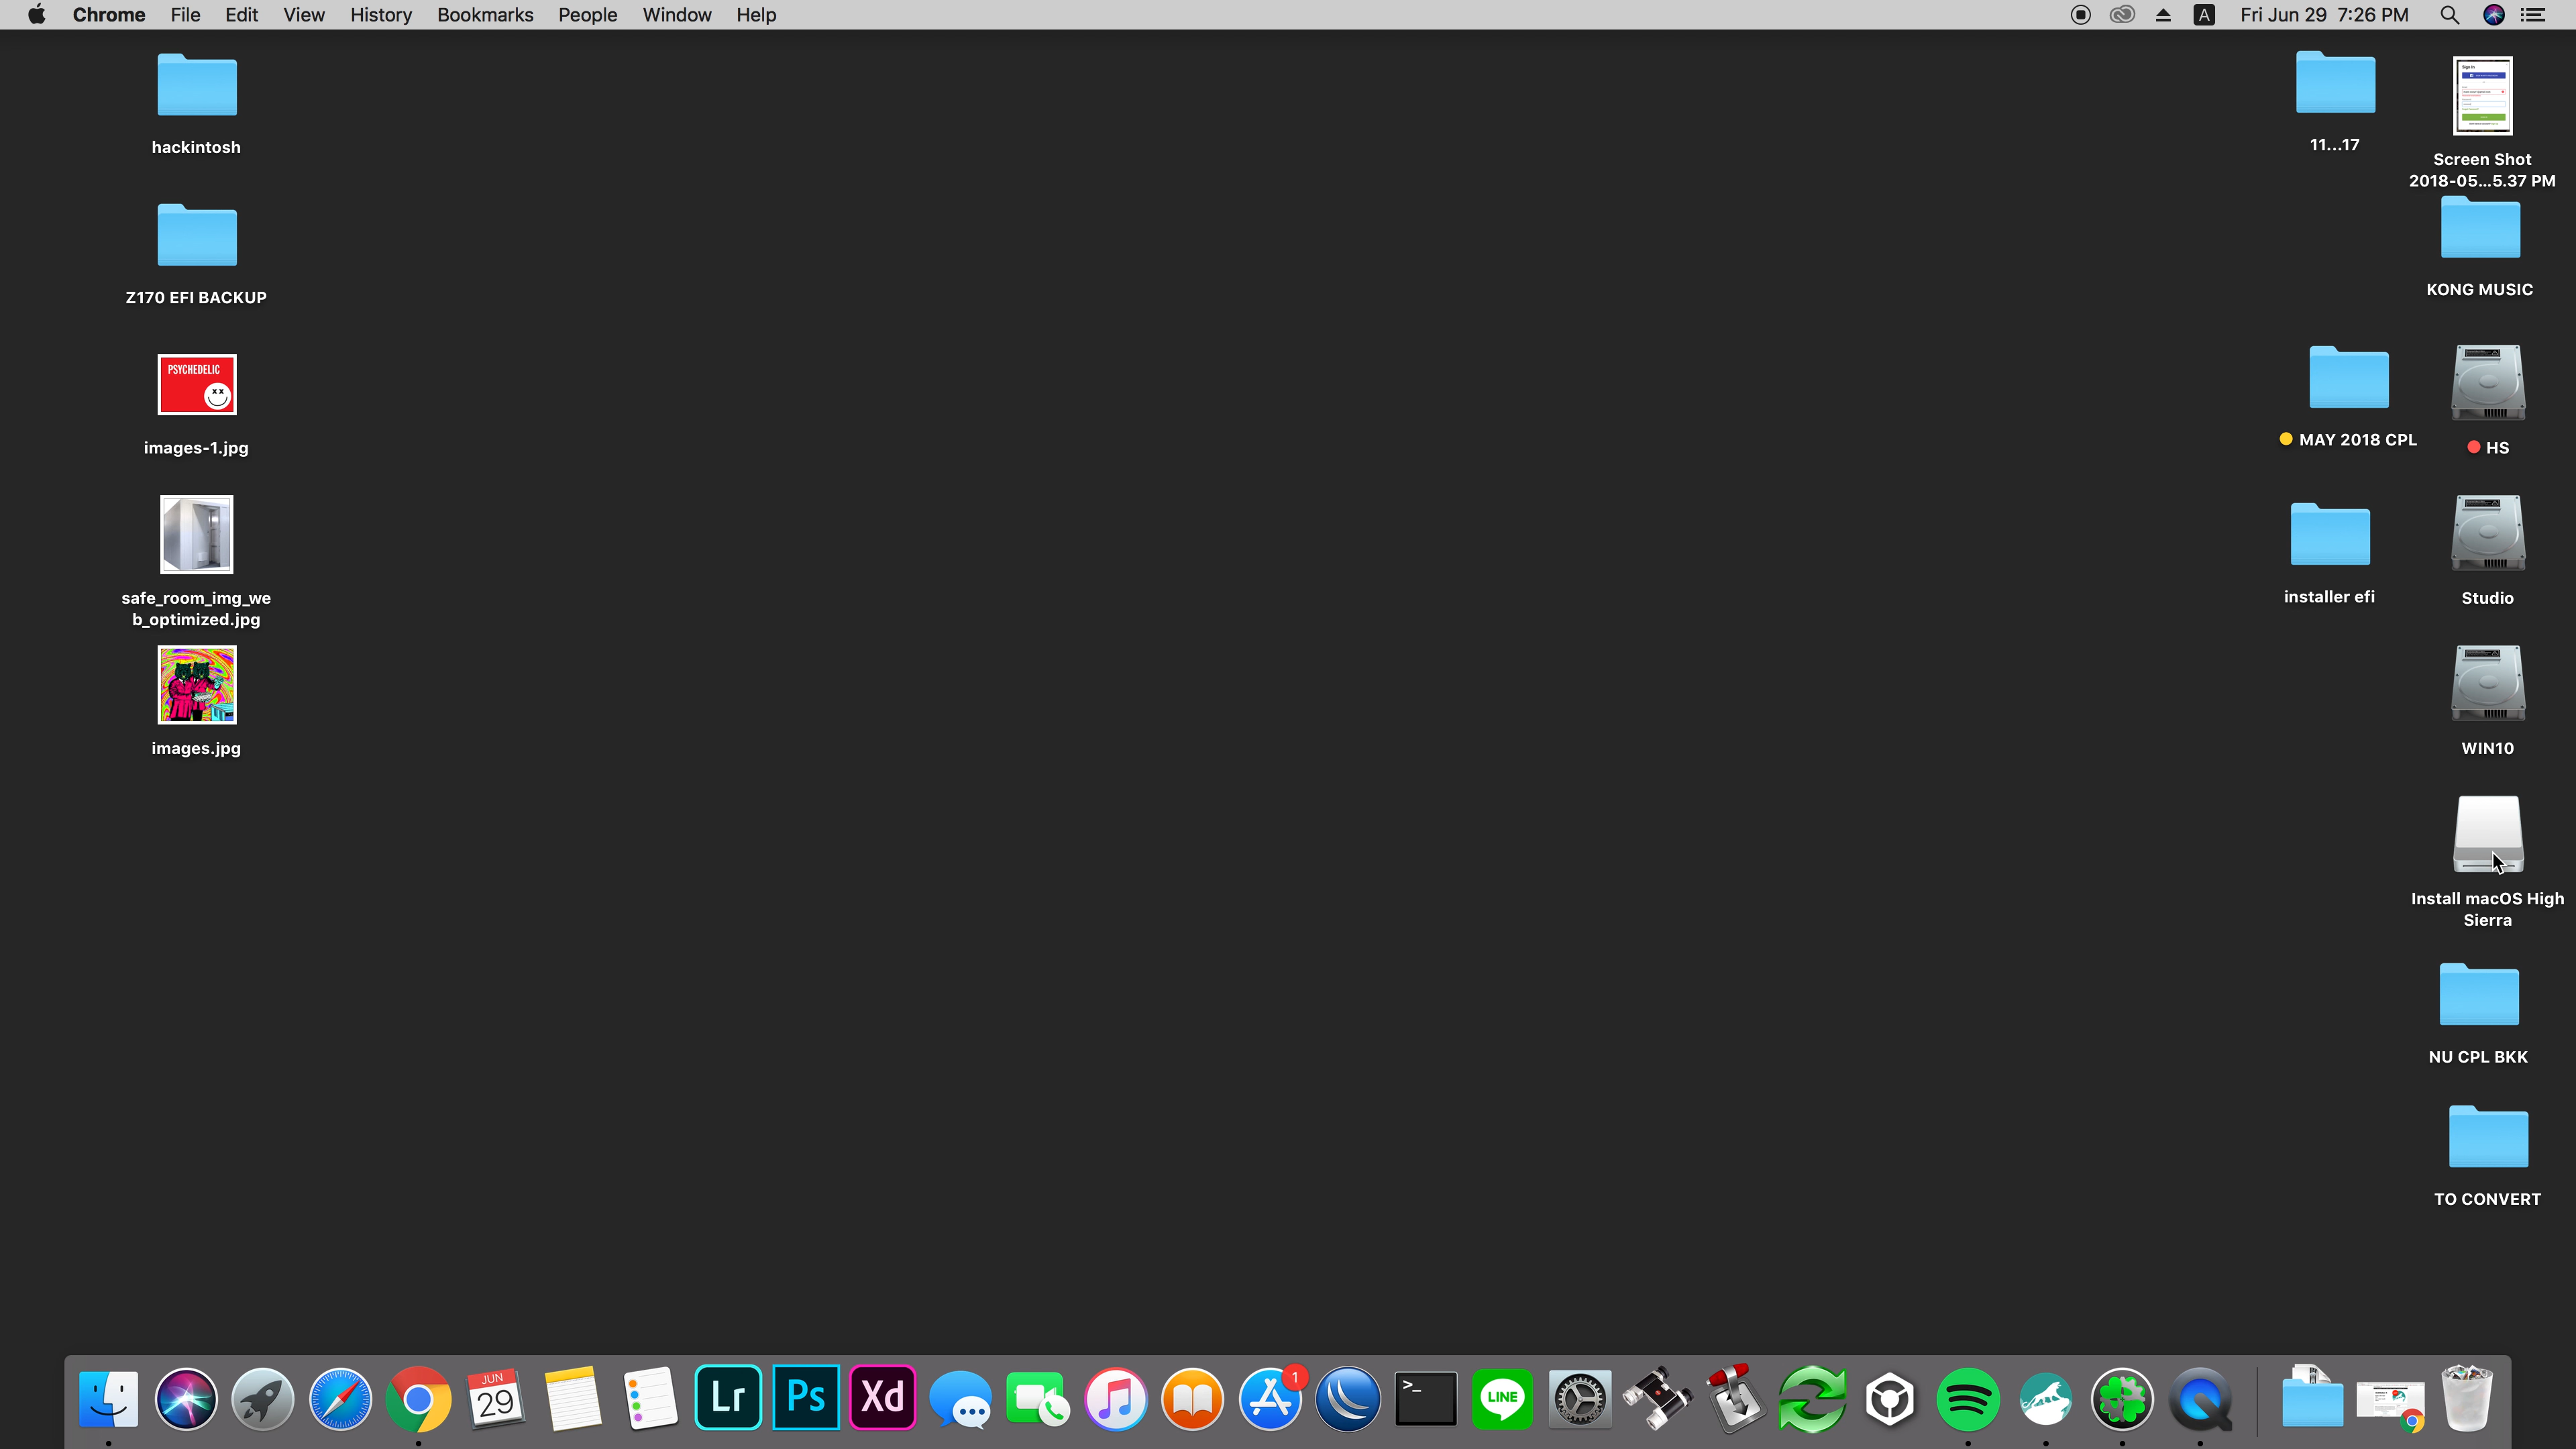 Chrome File Edit View History Bookmarks People Window Help
A Fri Jun 29 7:26 PM
hackintosh
Z170 EFI BACKUP
PSYCHEDELIC
images-1.jpg
safe_room_img_we
b_optimized.jpg
images.jpg
11...17
Sign in
Screen Shot
2018-05...5.37 PM
KONG MUSIC
MAY 2018 CPL
HS
installer efi
Studio
WIN10
Install macOS High
Sierra
NU CPL BKK
TO CONVERT
JUN
29
Lr
Ps
Xd
1
>_
LINE